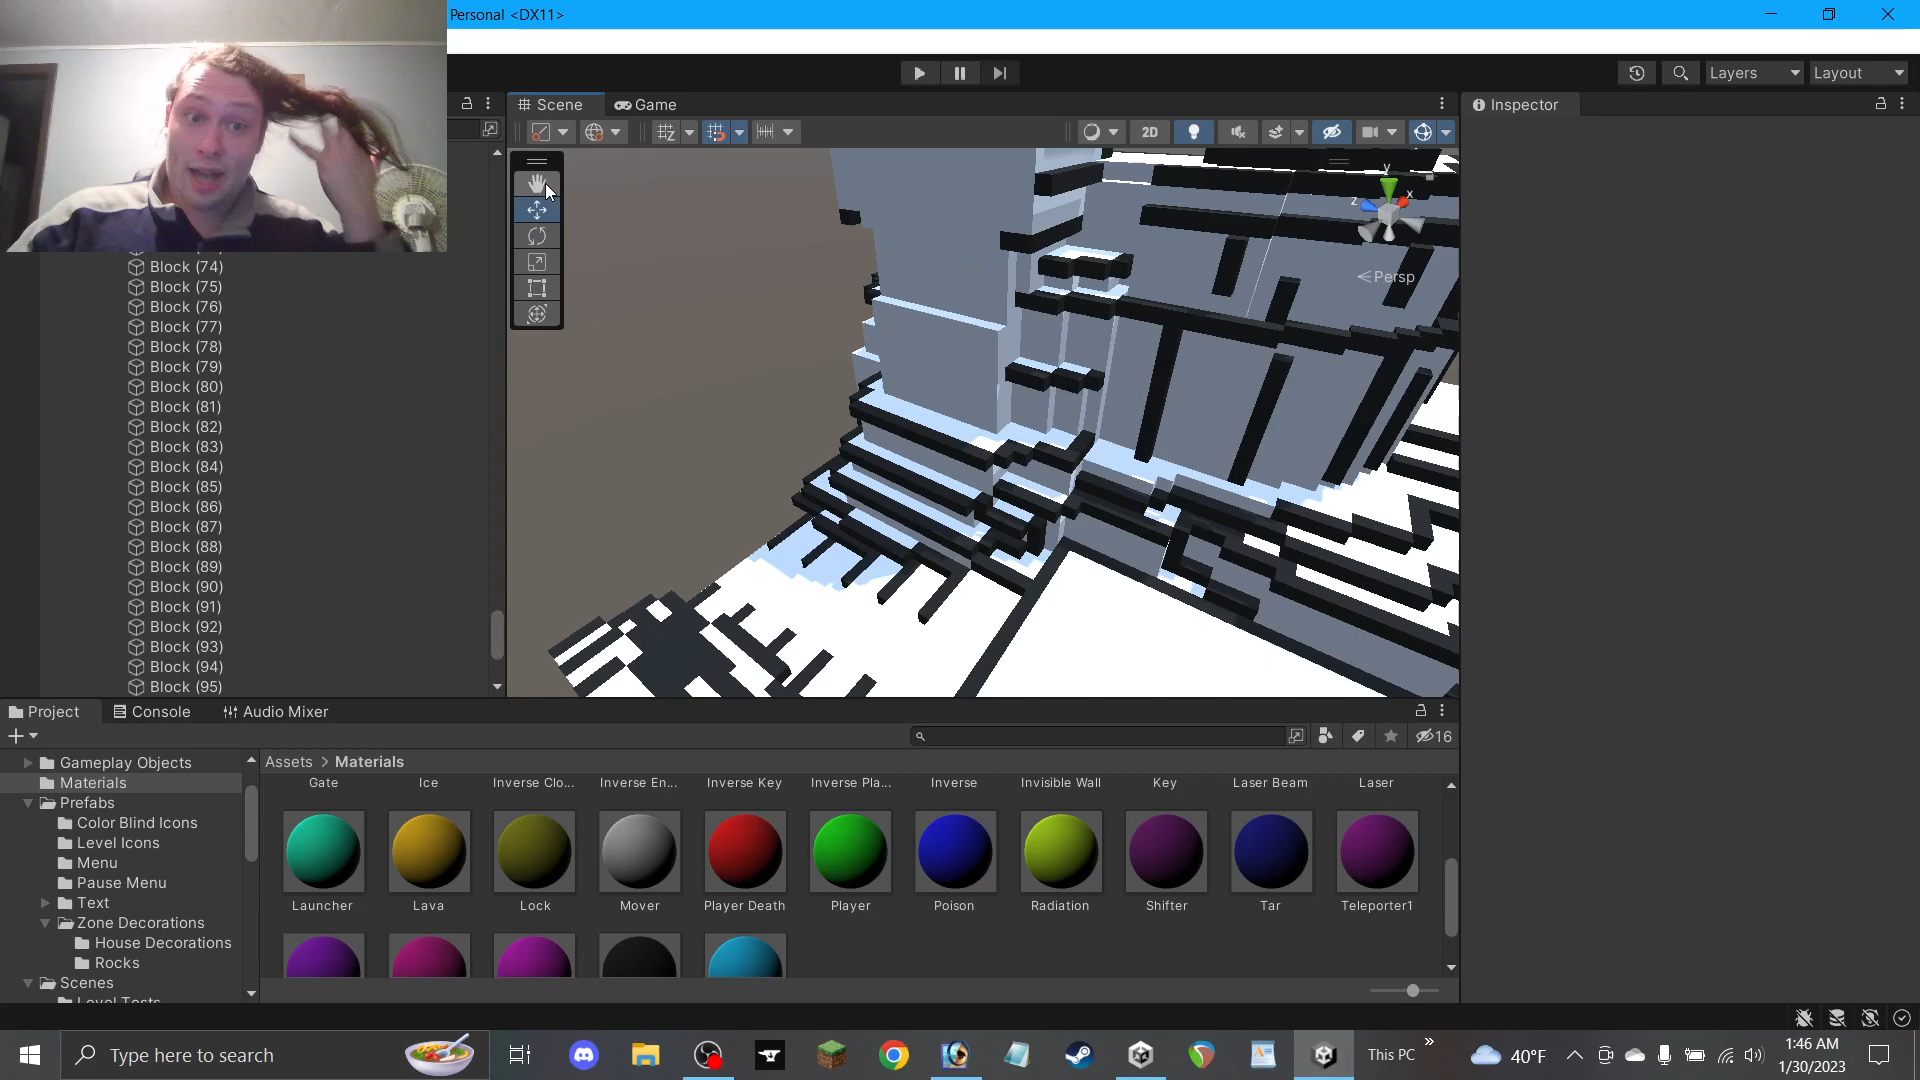 Personal <DX11>
Layers
Layout
Scene
Game
Inspector
2D
y
x
z
Persp
Block (74)
Block (75)
Block (76)
Block (77)
Block (78)
Block (79)
Block (80)
Block (81)
Block (82)
Block (83)
Block (84)
Block (85)
Block (86)
Block (87)
Block (88)
Block (89)
Block (90)
Block (91)
Block (92)
Block (93)
Block (94)
Block (95)
Project
Console
Audio Mixer
16
Gameplay Objects
Materials
Prefabs
Color Blind Icons
Level Icons
Menu
Pause Menu
Text
Zone Decorations
House Decorations
Rocks
Scenes
Level Tests
Assets > Materials
Gate Ice Inverse Clo... Inverse En... Inverse Key Inverse Pla... Inverse Invisible Wall Key Laser Beam Laser
Launcher Lava Lock Mover Player Death Player Poison Radiation Shifter Tar Teleporter1
Type here to search
This PC
40°F
1:46 AM
1/30/2023